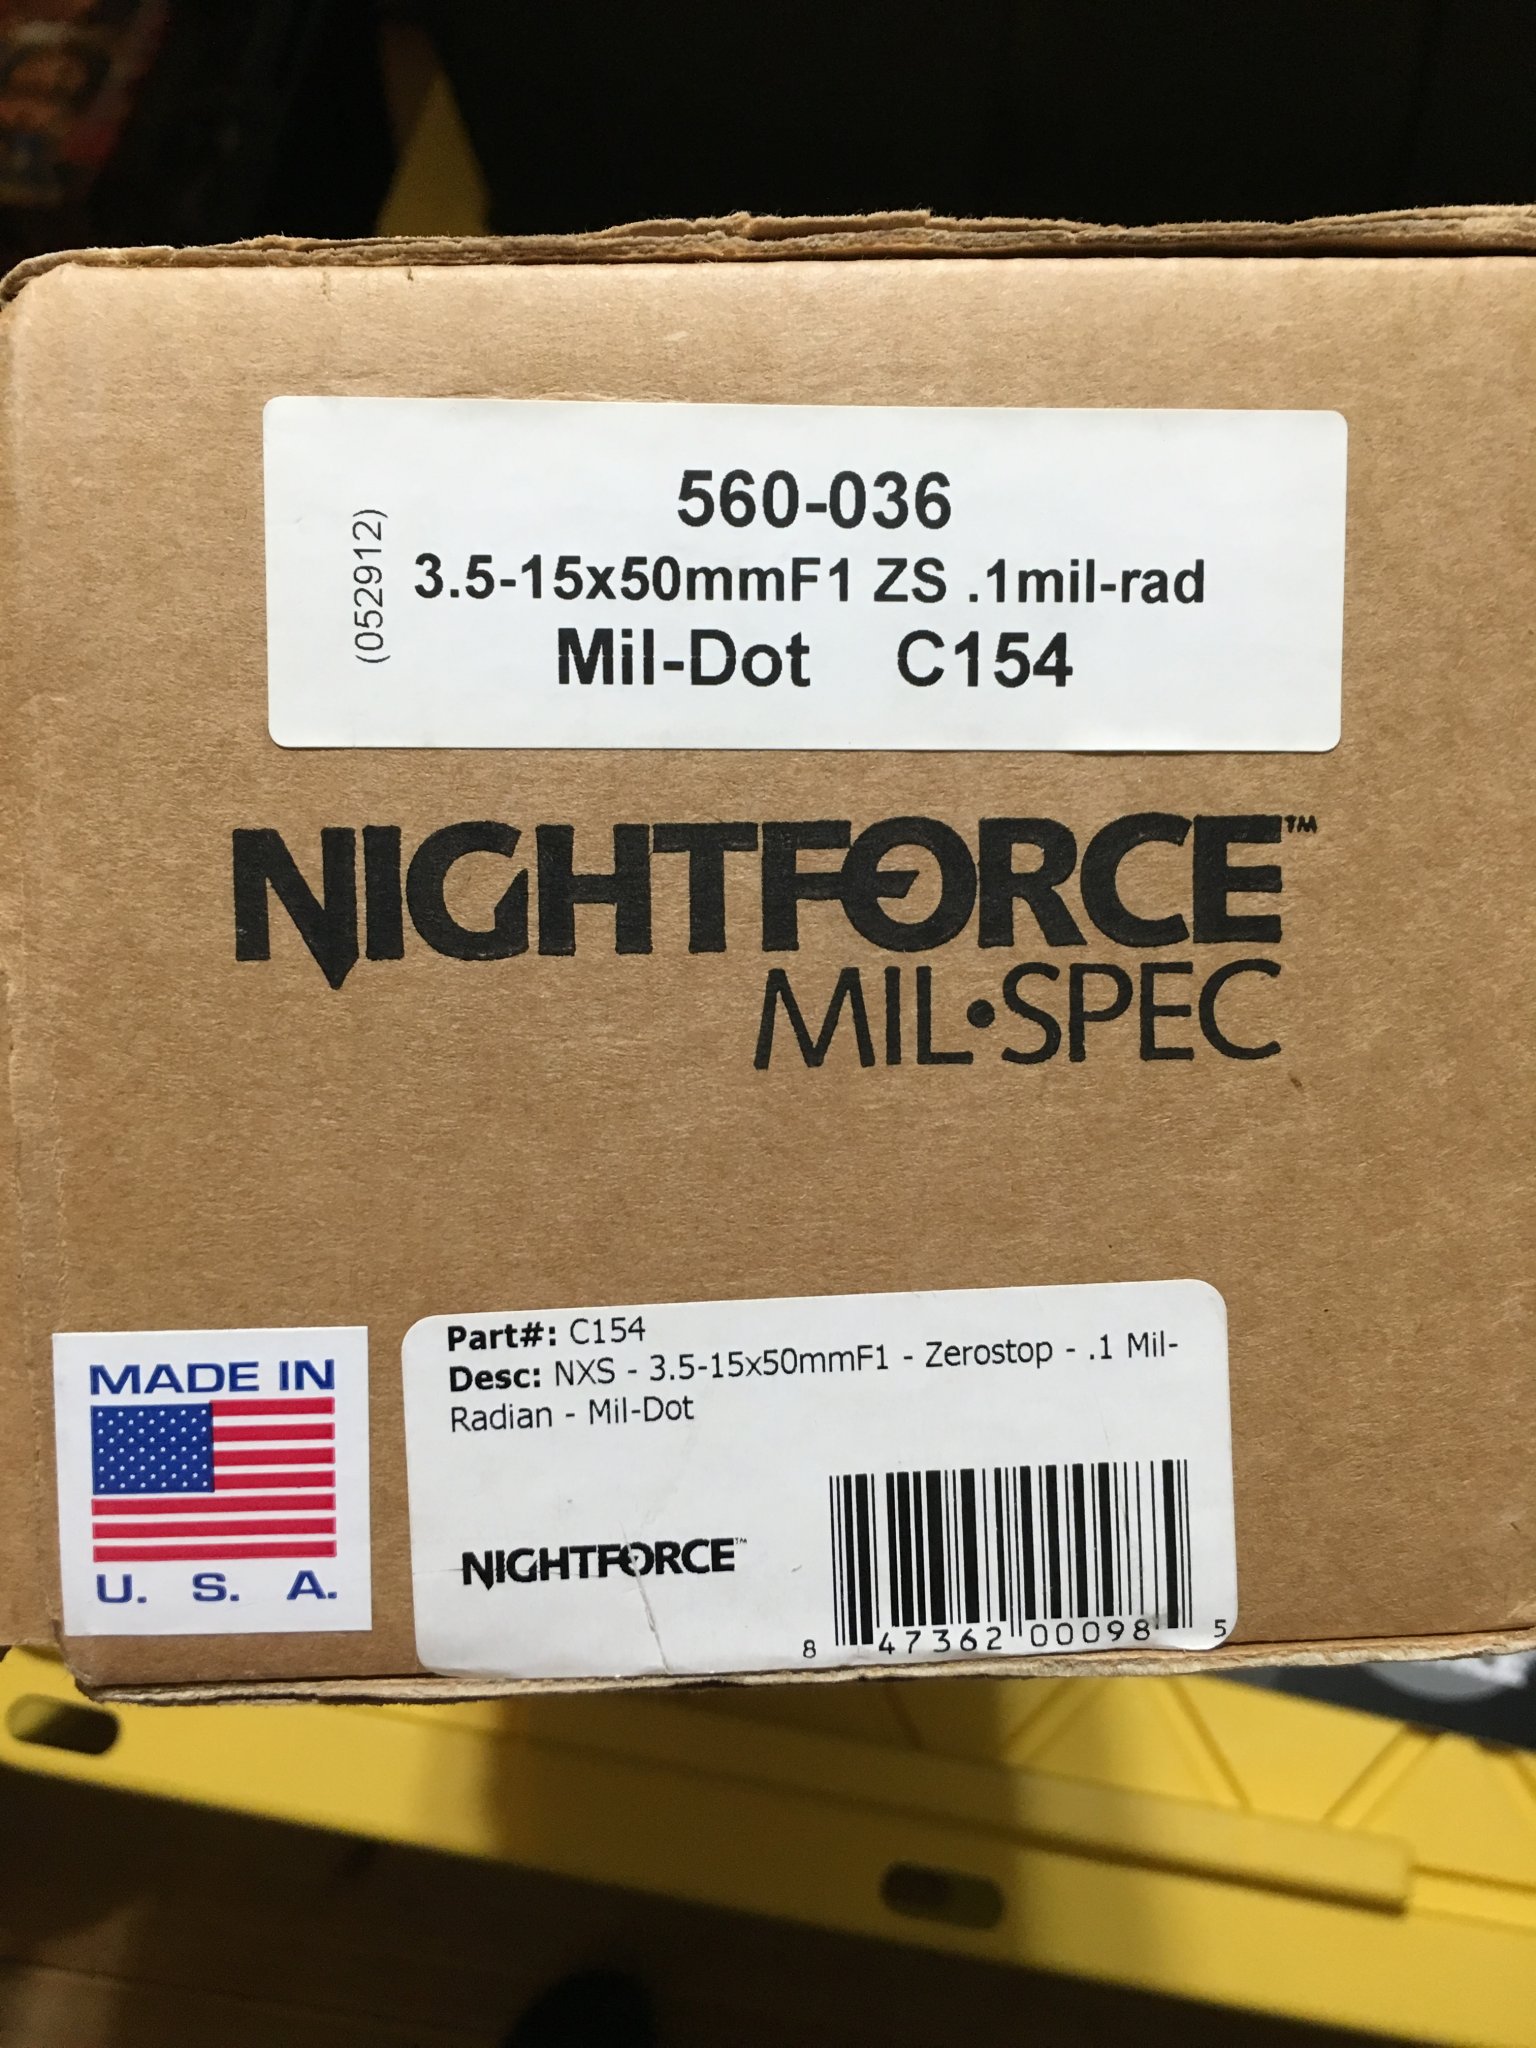 560-036
(052912)
3.5-15x50mmF1 ZS .1mil-rad
Mil-Dot C154
NIGHTFORCE™
MIL•SPEC
MADE IN
U. S. A.
Part#: C154
Desc: NXS - 3.5-15x50mmF1 - Zerostop - .1 Mil-
Radian - Mil-Dot
NIGHTFORCE™
8 47362 00098 5